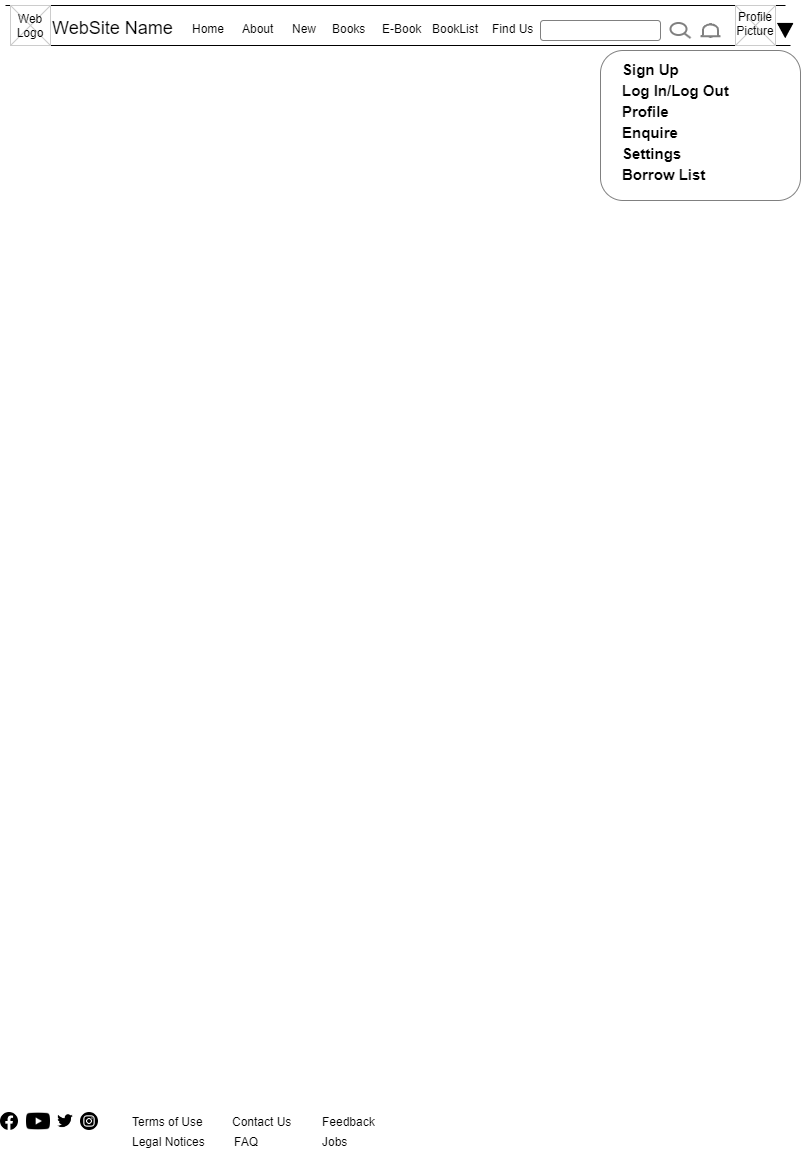 Web
Logo
WebSite Name
Home
About
New
Books
E-Book
BookList
Find Us
Profile
Picture
Sign Up
Log In/Log Out
Profile
Enquire
Settings
Borrow List
Terms of Use
Contact Us
Feedback
Legal Notices
FAQ
Jobs